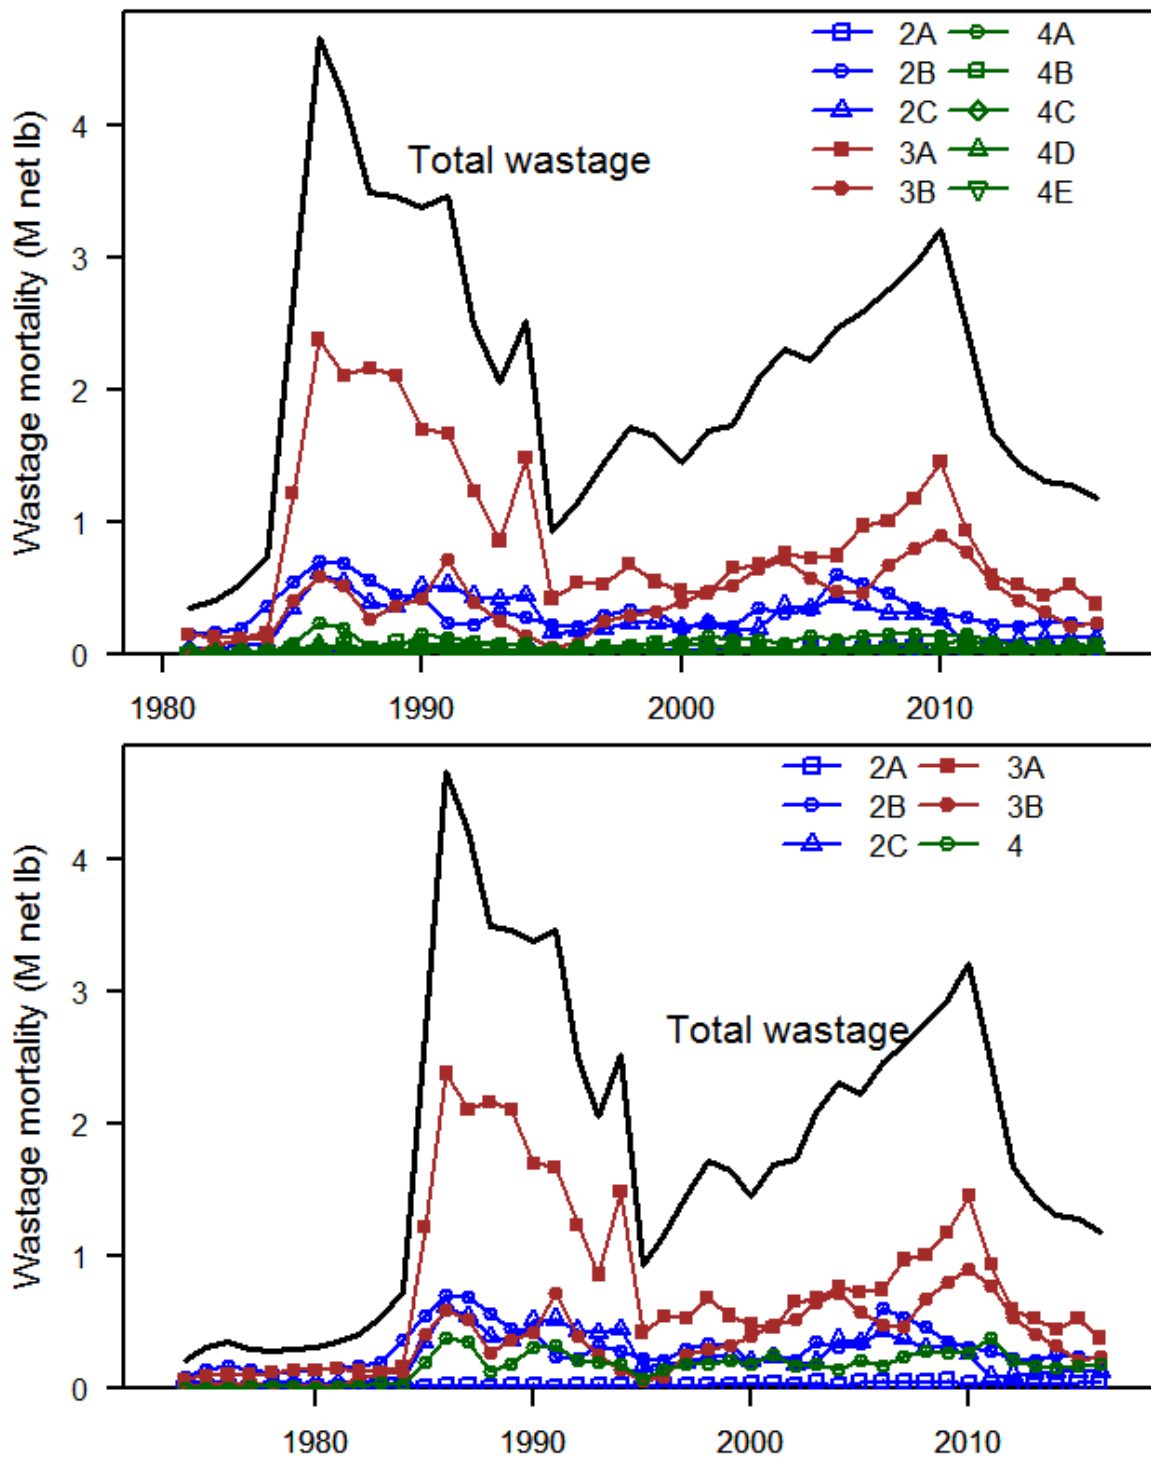 2A 4A
2B 4B
2C 4C
3A 4D
3B 4E
Total wastage
Wastage mortality (M net lb)
4
3
2
1
0
1980 1990 2000 2010
2A 3A
2B 3B
2C 4
Total wastage
Wastage mortality (M net lb)
4
3
2
1
0
1980 1990 2000 2010